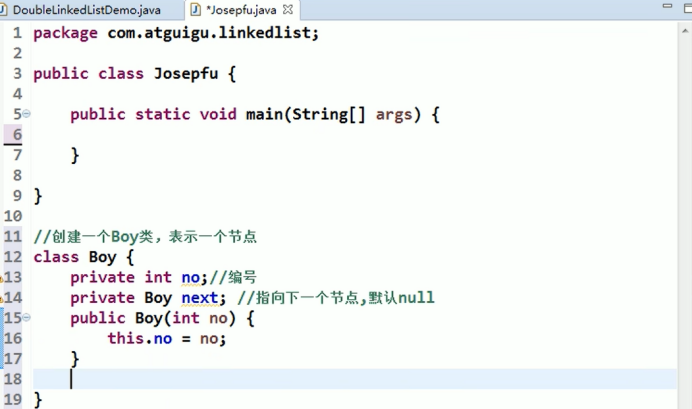 DoubleLinkedListDemo.java *Josepfu.java
1 package com.atguigu.linkedlist;
2
3 public class Josepfu {
4
5 public static void main(String[] args) {
6
7 }
8
9 }
10
11 //创建一个Boy类，表示一个节点
12 class Boy {
13 private int no;//编号
14 private Boy next; //指向下一个节点,默认null
15 public Boy(int no) {
16 this.no = no;
17 }
18
19 }